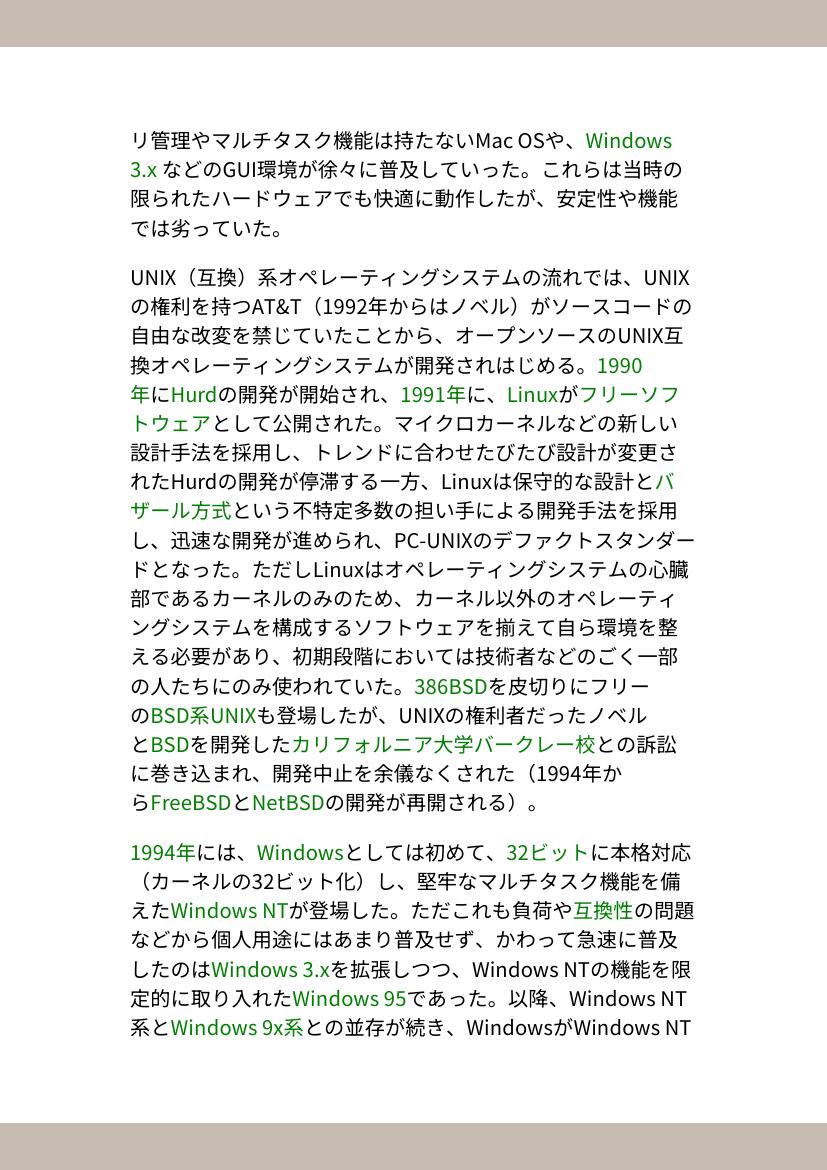 リ管理やマルチタスク機能は持たないMac OSや、Windows
3.x などのGUI環境が徐々に普及していった。これらは当時の
限られたハードウェアでも快適に動作したが、安定性や機能
では劣っていた。
UNIX（互換）系オペレーティングシステムの流れでは、UNIX
の権利を持つAT&T（1992年からはノベル）がソースコードの
自由な改変を禁じていたことから、オープンソースのUNIX互
換オペレーティングシステムが開発されはじめる。1990
年にHurdの開発が開始され、1991年に、Linuxがフリーソフ
トウェアとして公開された。マイクロカーネルなどの新しい
設計手法を採用し、トレンドに合わせたびたび設計が変更さ
れたHurdの開発が停滞する一方、Linuxは保守的な設計とバ
ザール方式という不特定多数の担い手による開発手法を採用
し、迅速な開発が進められ、PC-UNIXのデファクトスタンダー
ドとなった。ただしLinuxはオペレーティングシステムの心臓
部であるカーネルのみのため、カーネル以外のオペレーティ
ングシステムを構成するソフトウェアを揃えて自ら環境を整
える必要があり、初期段階においては技術者などのごく一部
の人たちにのみ使われていた。386BSDを皮切りにフリー
のBSD系UNIXも登場したが、UNIXの権利者だったノベル
とBSDを開発したカリフォルニア大学バークレー校との訴訟
に巻き込まれ、開発中止を余儀なくされた（1994年か
らFreeBSDとNetBSDの開発が再開される）。
1994年には、Windowsとしては初めて、32ビットに本格対応
（カーネルの32ビット化）し、堅牢なマルチタスク機能を備
えたWindows NTが登場した。ただこれも負荷や互換性の問題
などから個人用途にはあまり普及せず、かわって急速に普及
したのはWindows 3.xを拡張しつつ、Windows NTの機能を限
定的に取り入れたWindows 95であった。以降、Windows NT
系とWindows 9x系との並存が続き、WindowsがWindows NT